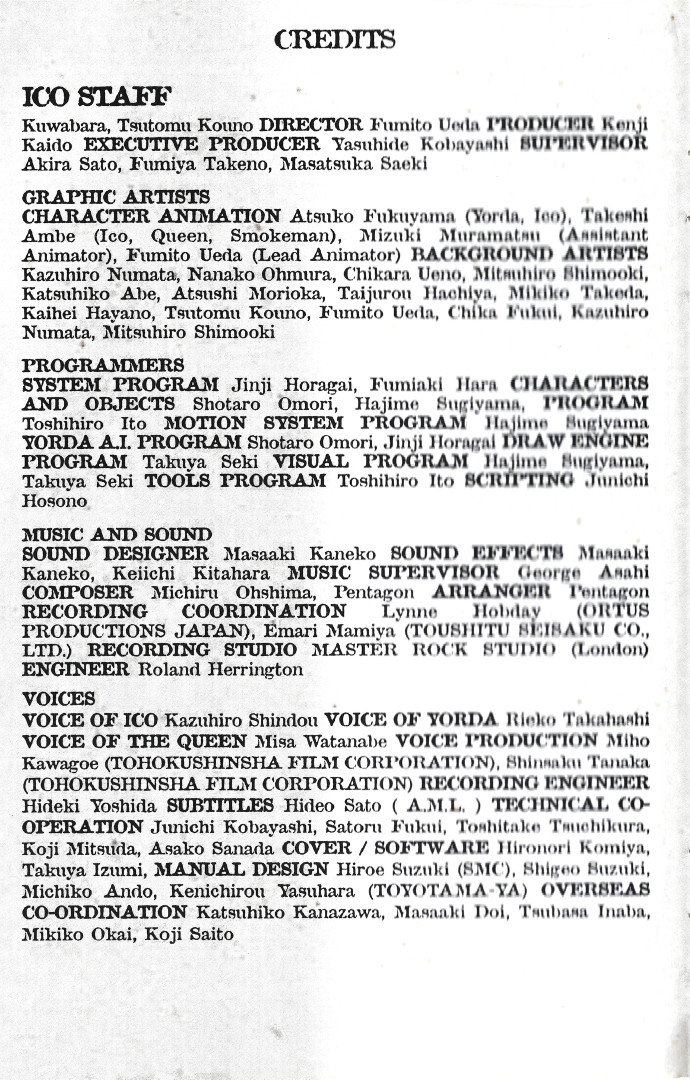 CREDITS
ICO STAFF
Kuwabara, Tsutomu Kouno DIRECTOR Fumito Ueda PRODUCER Kenji
Kaido EXECUTIVE PRODUCER Yasuhide Kobayashi SUPERVISOR
Akira Sato, Fumiya Takeno, Masatsuka Saeki
GRAPHIC ARTISTS
CHARACTER ANIMATION Atsuko Fukuyama (Yorda, Ico), Takeshi
Ambe (Ico, Queen, Smokeman), Mizuki Muramatsu (Assistant
Animator), Fumito Ueda (Lead Animator) BACKGROUND ARTISTS
Kazuhiro Numata, Nanako Ohmura, Chikara Ueno, Mitsuhiro Shimooki,
Katsuhiko Abe, Atsushi Morioka, Taijurou Hachiya, Mikiko Takeda,
Kaihei Hayano, Tsutomu Kouno, Fumito Ueda, Chika Fukui, Kazuhiro
Numata, Mitsuhiro Shimooki
PROGRAMMERS
SYSTEM PROGRAM Jinji Horagai, Fumiaki Hara CHARACTERS
AND OBJECTS Shotaro Omori, Hajime Sugiyama, PROGRAM
Toshihiro Ito MOTION SYSTEM PROGRAM Hajime Sugiyama
YORDA A.I. PROGRAM Shotaro Omori, Jinji Horagai DRAW ENGINE
PROGRAM Takuya Seki VISUAL PROGRAM Hajime Sugiyama,
Takuya Seki TOOLS PROGRAM Toshihiro Ito SCRIPTING Junichi
Hosono
MUSIC AND SOUND
SOUND DESIGNER Masaaki Kaneko SOUND EFFECTS Masaaki
Kaneko, Keiichi Kitahara MUSIC SUPERVISOR George Asahi
COMPOSER Michiru Ohshima, Pentagon ARRANGER Pentagon
RECORDING COORDINATION Lynne Hobday (ORTUS
PRODUCTIONS JAPAN), Emari Mamiya (TOUSHITU SEISAKU CO.,
LTD.) RECORDING STUDIO MASTER ROCK STUDIO (London)
ENGINEER Roland Herrington
VOICES
VOICE OF ICO Kazuhiro Shindou VOICE OF YORDA Rieko Takahashi
VOICE OF THE QUEEN Misa Watanabe VOICE PRODUCTION Miho
Kawagoe (TOHOKUSHINSHA FILM CORPORATION), Shinsaku Tanaka
(TOHOKUSHINSHA FILM CORPORATION) RECORDING ENGINEER
Hideki Yoshida SUBTITLES Hideo Sato ( A.M.L. ) TECHNICAL CO-
OPERATION Junichi Kobayashi, Satoru Fukui, Toshitake Tsuchikura,
Koji Mitsuda, Asako Sanada COVER / SOFTWARE Hironori Komiya,
Takuya Izumi, MANUAL DESIGN Hiroe Suzuki (SMC), Shigeo Suzuki,
Michiko Ando, Kenichirou Yasuhara (TOYOTAMA-YA) OVERSEAS
CO-ORDINATION Katsuhiko Kanazawa, Masaaki Doi, Tsubasa Inaba,
Mikiko Okai, Koji Saito